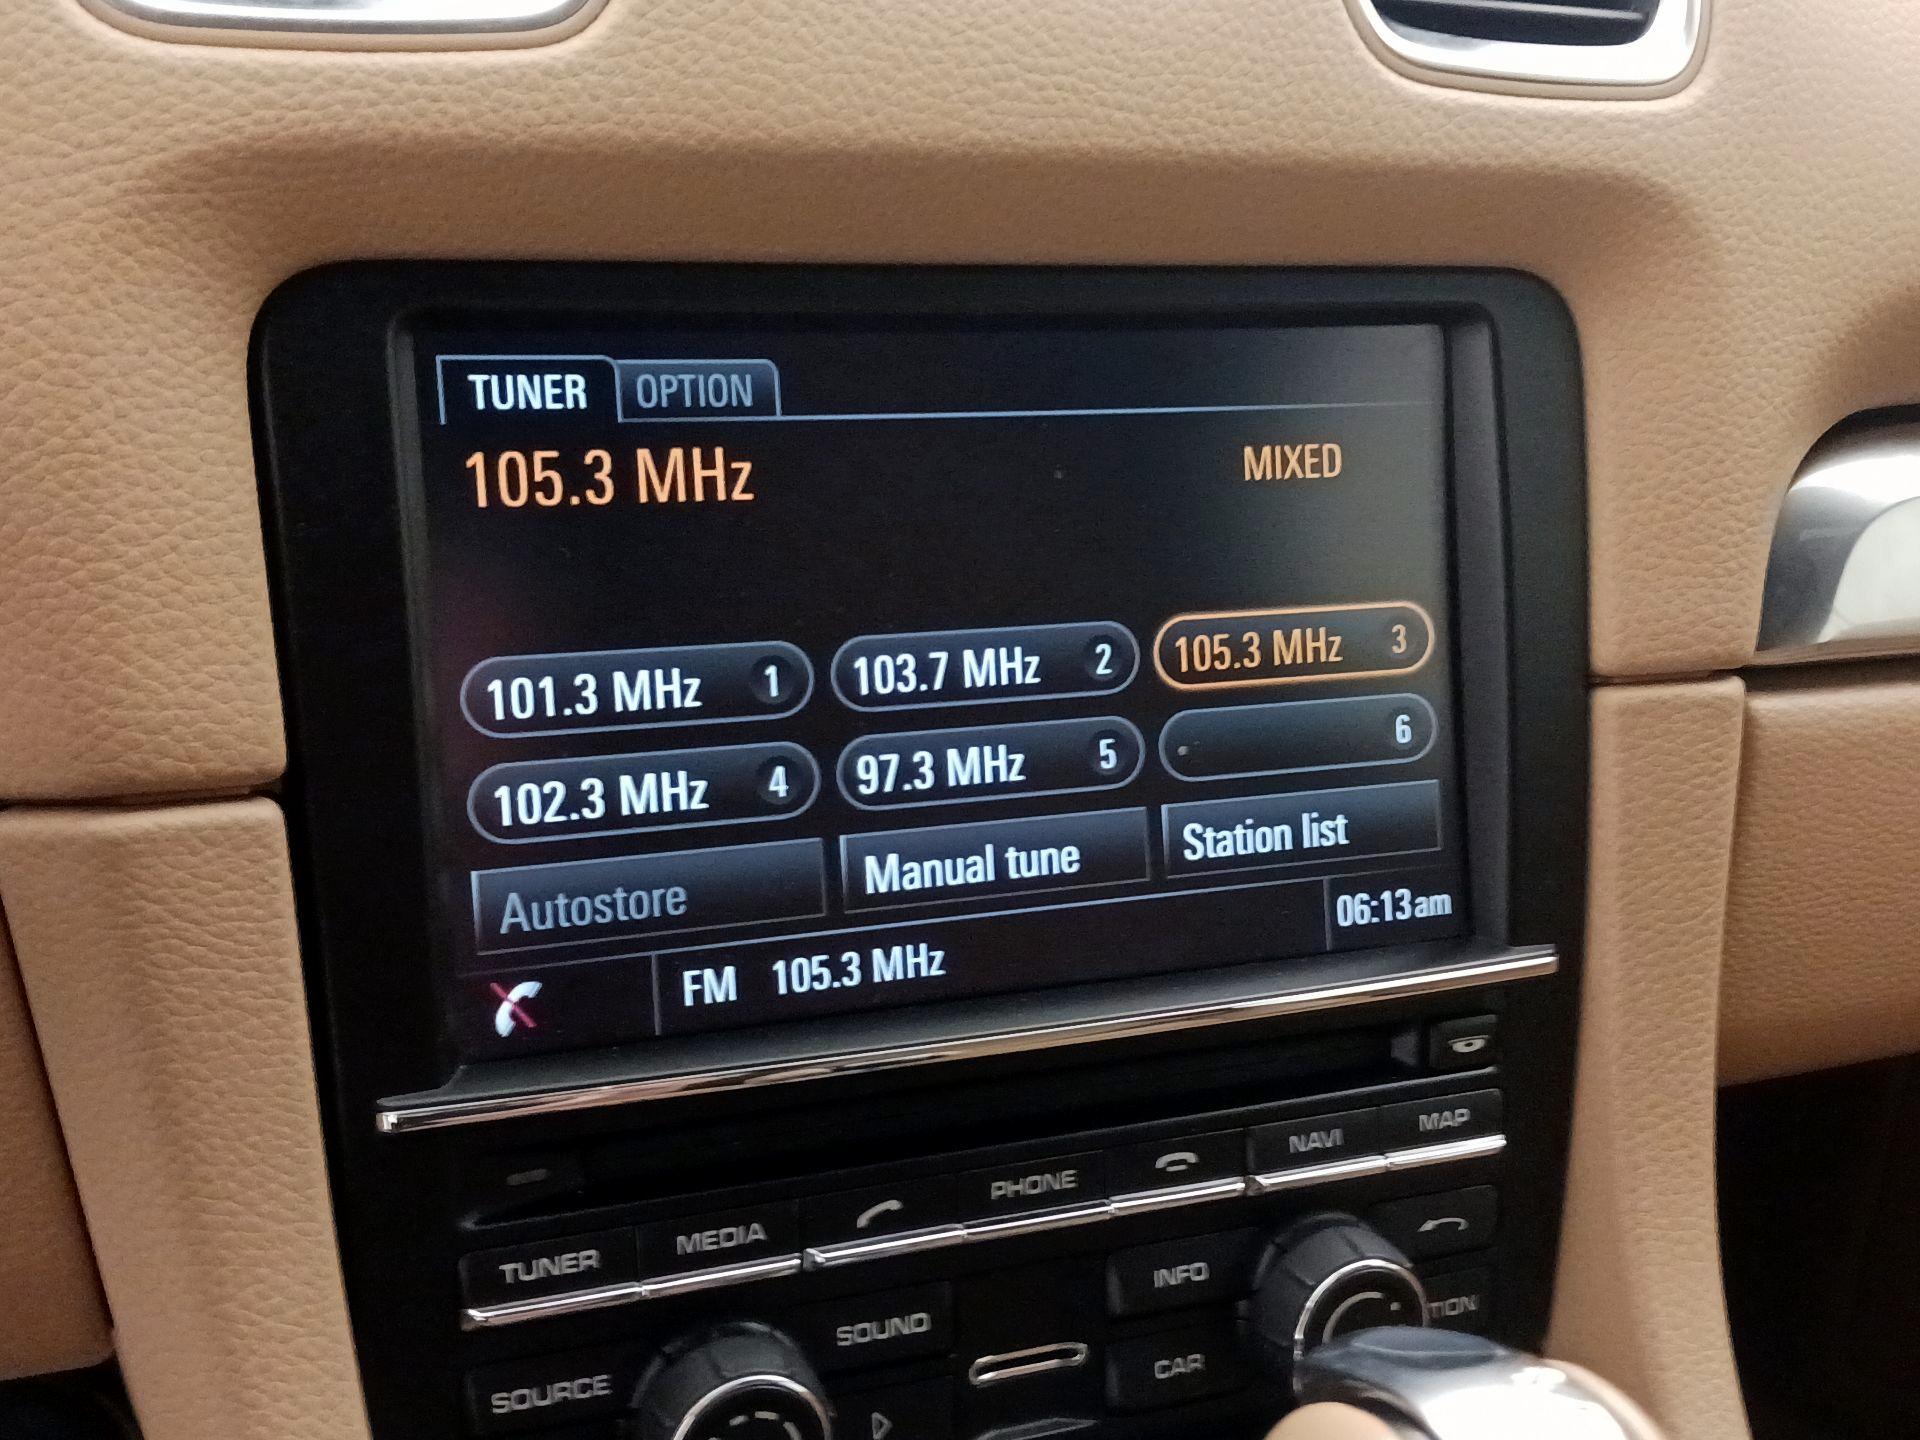 TUNER OPTION
105.3 MHz MIXED
101.3 MHz 1 103.7 MHz 2 105.3 MHz 3
102.3 MHz 4 97.3 MHz 5 6
Autostore Manual tune Station list
FM 105.3 MHz 06:13am
TUNER MEDIA PHONE NAVI MAP
SOURCE SOUND INFO
CAR